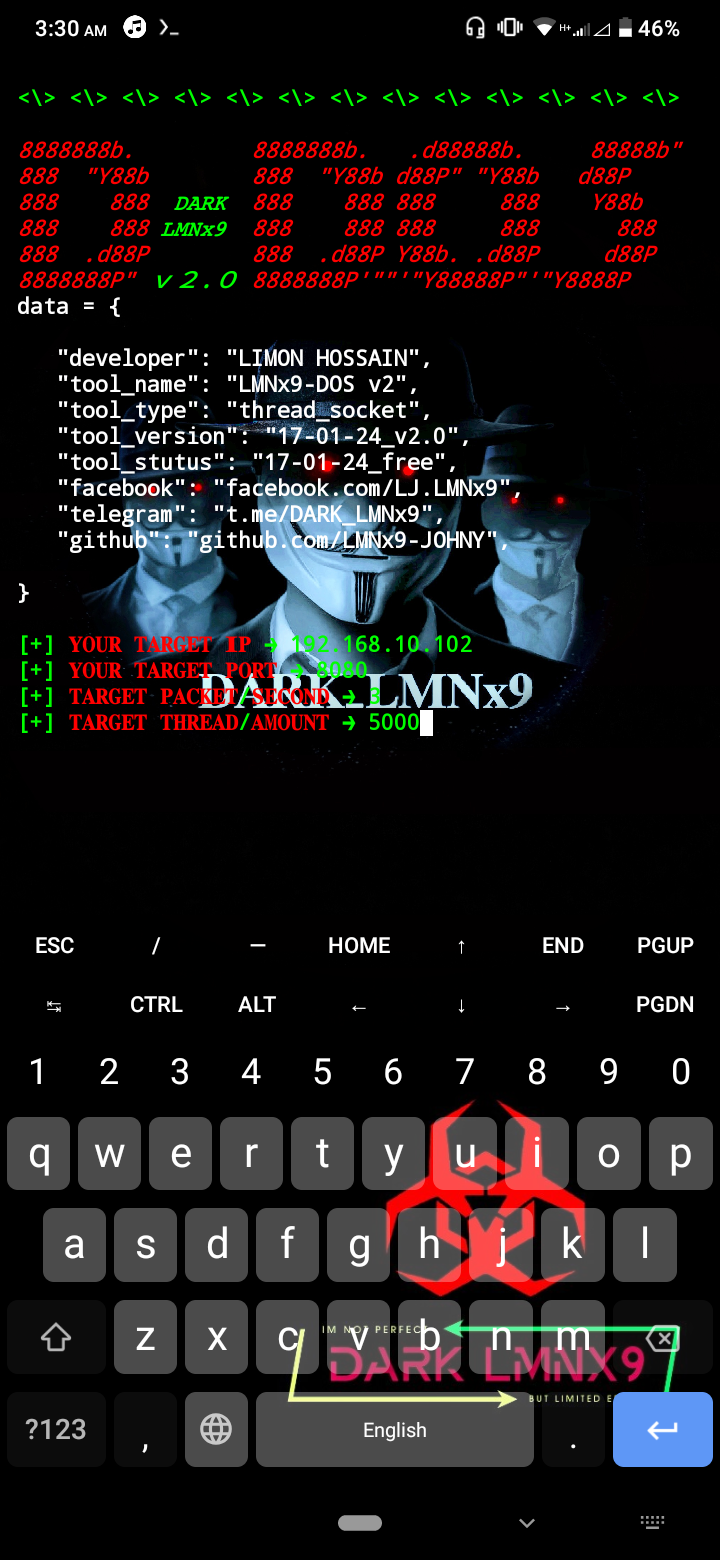 3:30 AM >_ H+ 46%
<\> <\> <\> <\> <\> <\> <\> <\> <\> <\> <\> <\> <\>
8888888b. 8888888b. .d88888b. 88888b"
888 "Y88b 888 "Y88b d88P" "Y88b d88P
888 888 DARK 888 888 888 888 Y88b
888 888 LMNx9 888 888 888 888 888
888 .d88P 888 .d88P Y88b. .d88P d88P
8888888P" v2.0 8888888P'""'"Y88888P"'"Y8888P
data = {
"developer": "LIMON HOSSAIN",
"tool_name": "LMNx9-DOS v2",
"tool_type": "thread_socket",
"tool_version": "17-01-24_v2.0",
"tool_stutus": "17-01-24_free",
"facebook": "facebook.com/LJ.LMNx9",
"telegram": "t.me/DARK_LMNx9",
"github": "github.com/LMNx9-J0HNY",
}
[+] YOUR TARGET IP → 192.168.10.102
[+] YOUR TARGET PORT → 8080
DARK_LMNx9
[+] TARGET PACKET/SECOND → 3
[+] TARGET THREAD/AMOUNT → 5000
ESC / — HOME ↑ END PGUP
↹ CTRL ALT ← ↓ → PGDN
1 2 3 4 5 6 7 8 9 0
q w e r t y u i o p
a s d f g h j k l
z x c v b n m
IM NOT PERFECT
DARK LMNX9
BUT LIMITED
?123 , English .